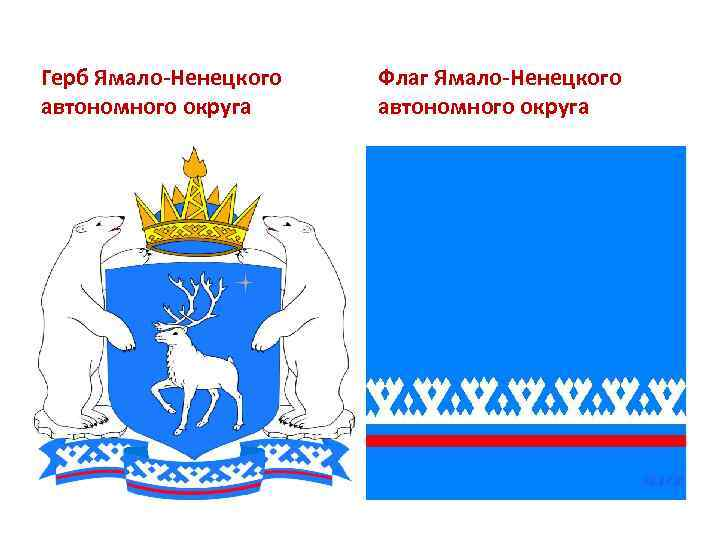 Герб Ямало-Ненецкого
автономного округа
Флаг Ямало-Ненецкого
автономного округа